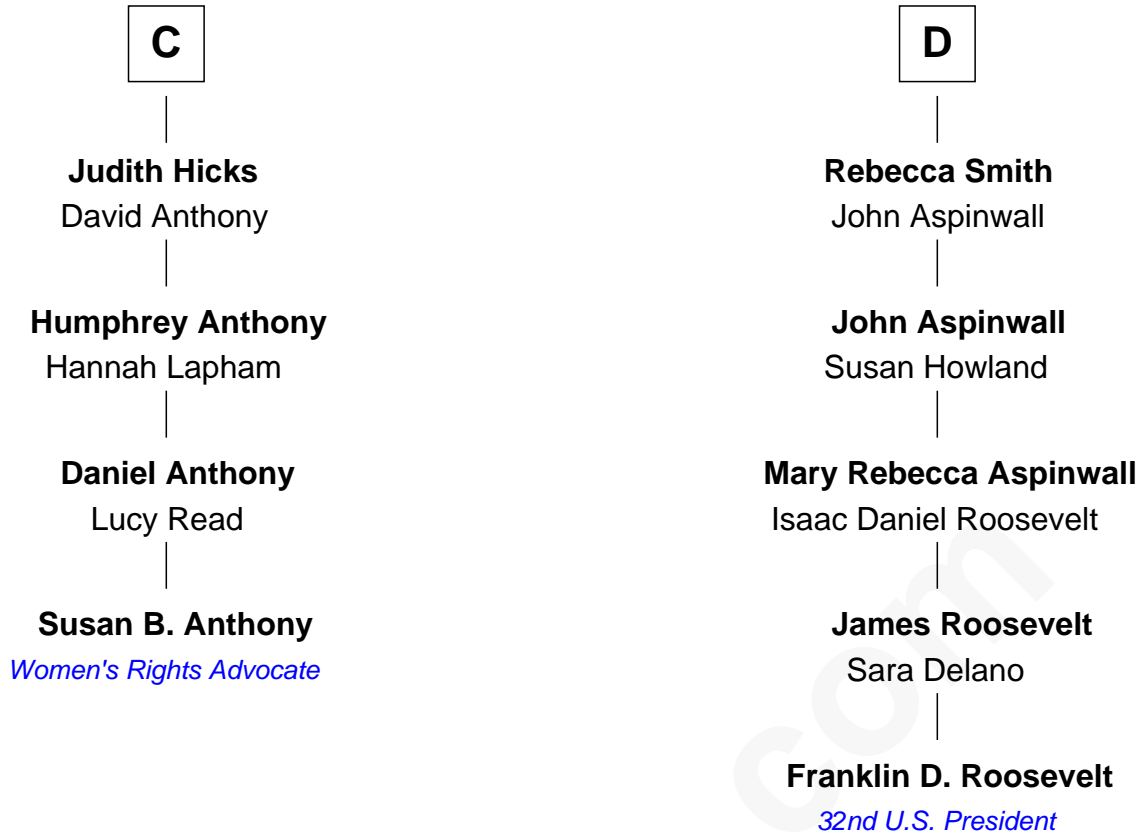 C
Judith Hicks
David Anthony
Humphrey Anthony
Hannah Lapham
Daniel Anthony
Lucy Read
Susan B. Anthony
Women's Rights Advocate
D
Rebecca Smith
John Aspinwall
John Aspinwall
Susan Howland
Mary Rebecca Aspinwall
Isaac Daniel Roosevelt
James Roosevelt
Sara Delano
Franklin D. Roosevelt
32nd U.S. President
com